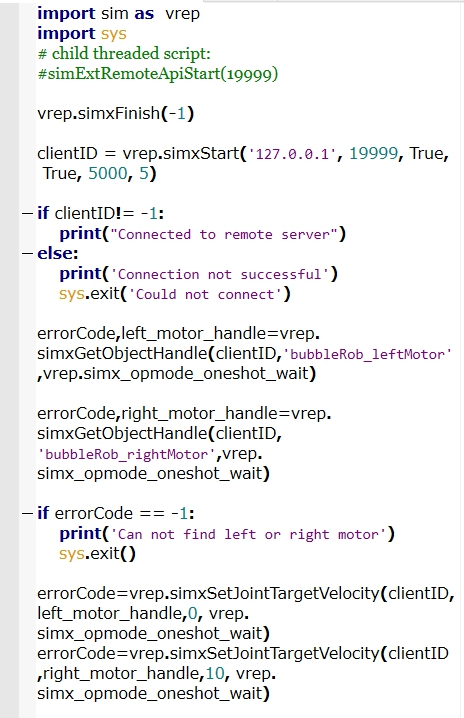 import sim as  vrep
import sys
# child threaded script:
#simExtRemoteApiStart(19999)
vrep.simxFinish(-1)
clientID = vrep.simxStart('127.0.0.1', 19999, True,
True, 5000, 5)
if clientID!= -1:
print("Connected to remote server")
else:
print('Connection not successful')
sys.exit('Could not connect')
errorCode,left_motor_handle=vrep.
simxGetObjectHandle(clientID,'bubbleRob_leftMotor'
,vrep.simx_opmode_oneshot_wait)
errorCode,right_motor_handle=vrep.
simxGetObjectHandle(clientID,
'bubbleRob_rightMotor',vrep.
simx_opmode_oneshot_wait)
if errorCode == -1:
print('Can not find left or right motor')
sys.exit()
errorCode=vrep.simxSetJointTargetVelocity(clientID,
left_motor_handle,0, vrep.
simx_opmode_oneshot_wait)
errorCode=vrep.simxSetJointTargetVelocity(clientID
,right_motor_handle,10, vrep.
simx_opmode_oneshot_wait)